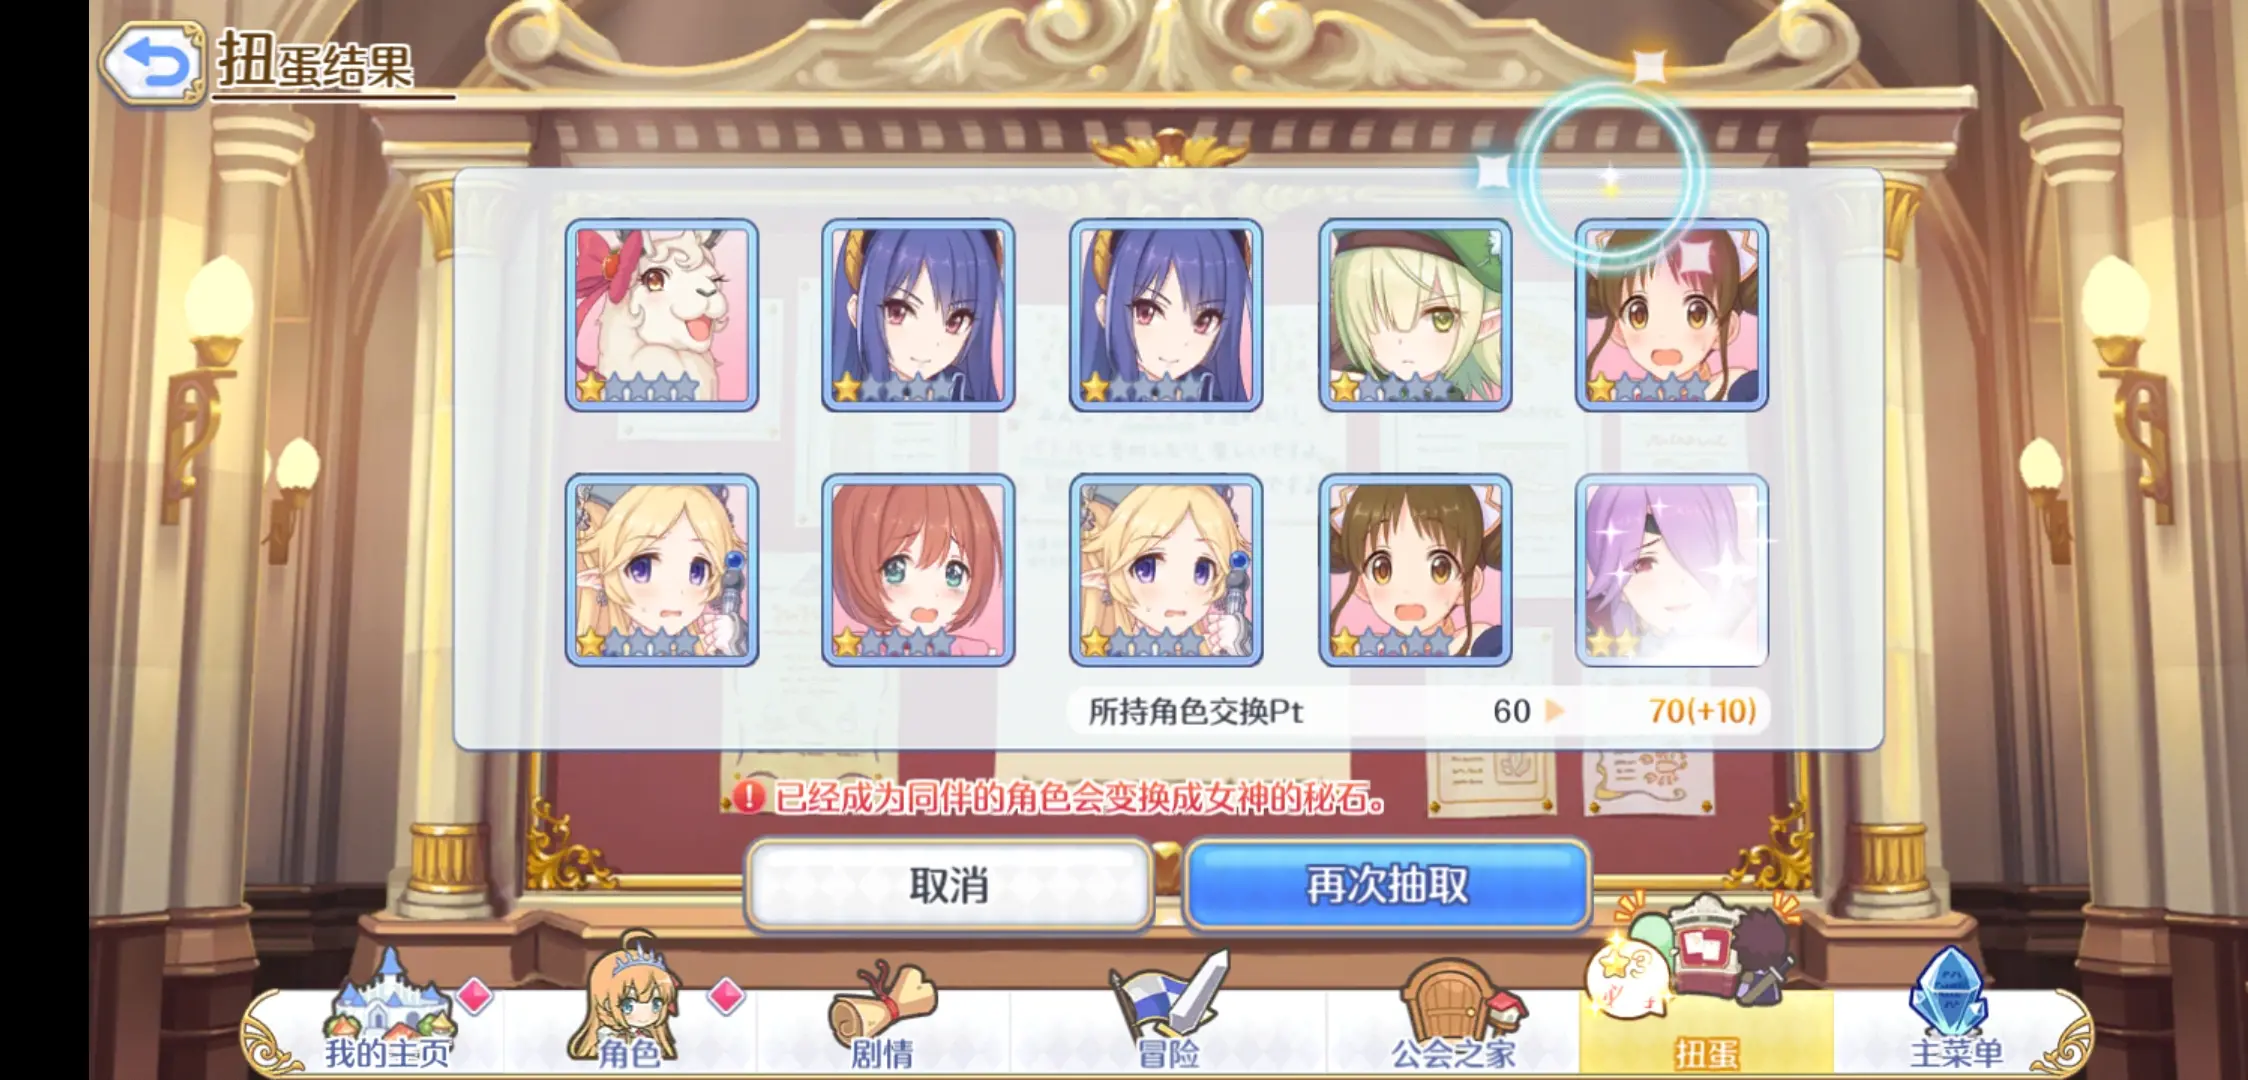 扭蛋结果
所持角色交换Pt 60 70(+10)
已经成为同伴的角色会变换成女神的秘石。
取消
再次抽取
我的主页
角色
剧情
冒险
公会之家
扭蛋
主菜单